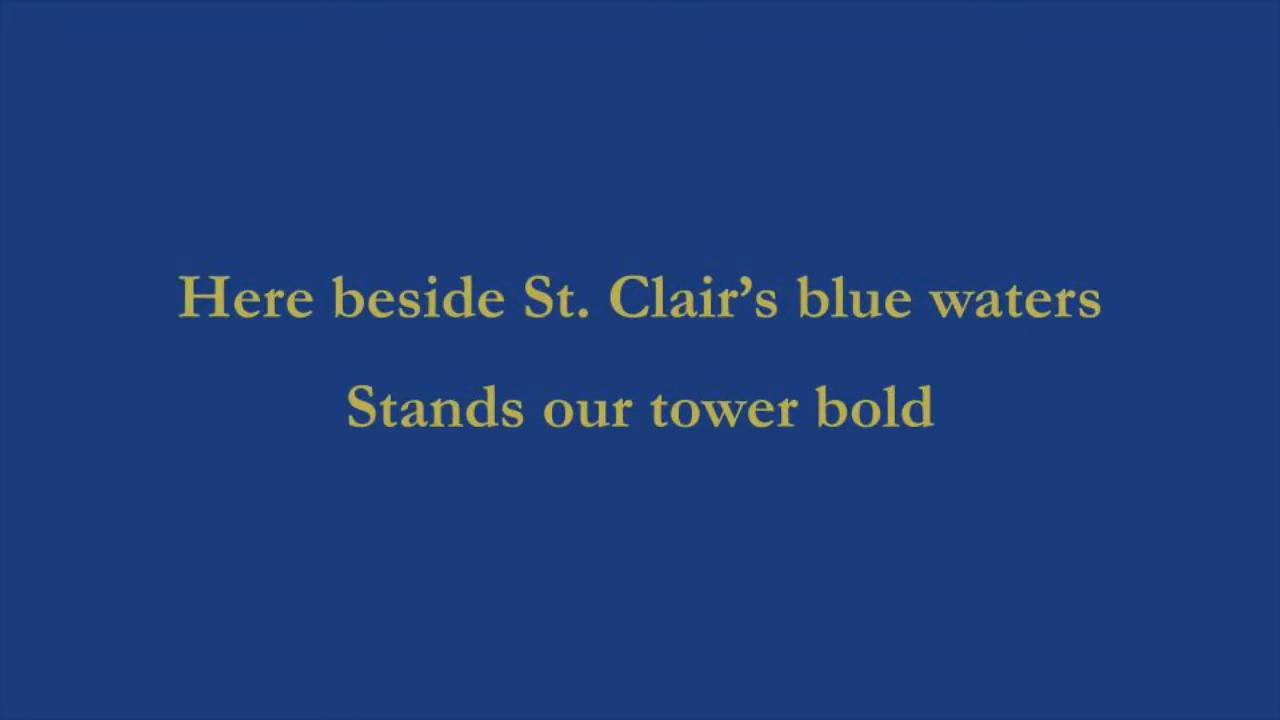 Here beside St. Clair’s blue waters
Stands our tower bold